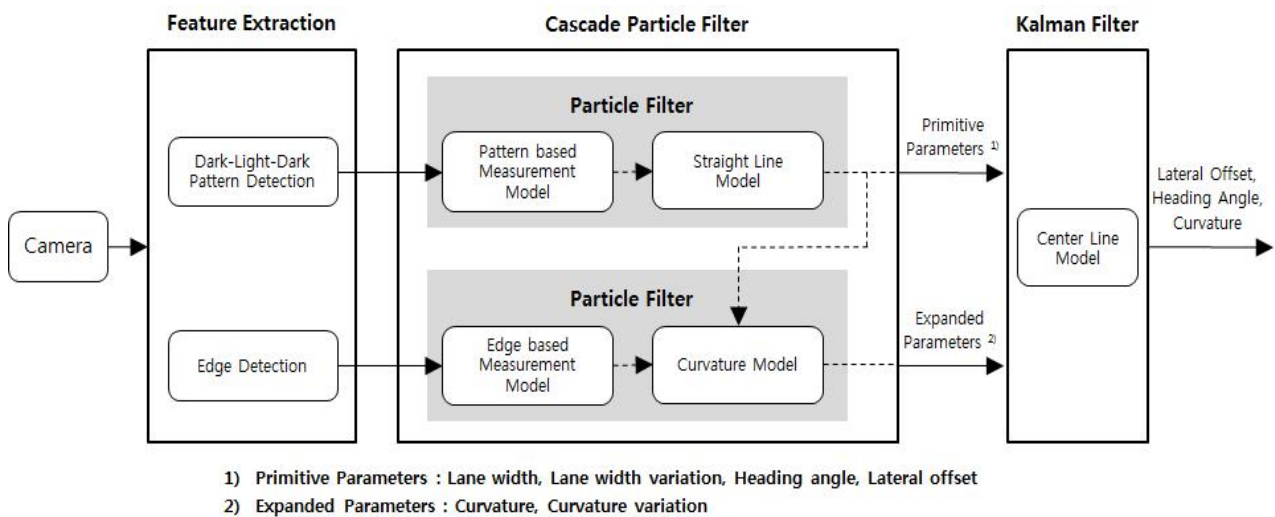 Feature Extraction
Cascade Particle Filter
Kalman Filter
Particle Filter
Dark-Light-Dark
Pattern Detection
Pattern based
Measurement
Model
Straight Line
Model
Primitive
Parameters 1)
Camera
Center Line
Model
Lateral Offset,
Heading Angle,
Curvature
Particle Filter
Edge Detection
Edge based
Measurement
Model
Curvature Model
Expanded
Parameters 2)
1) Primitive Parameters : Lane width, Lane width variation, Heading angle, Lateral offset
2) Expanded Parameters : Curvature, Curvature variation